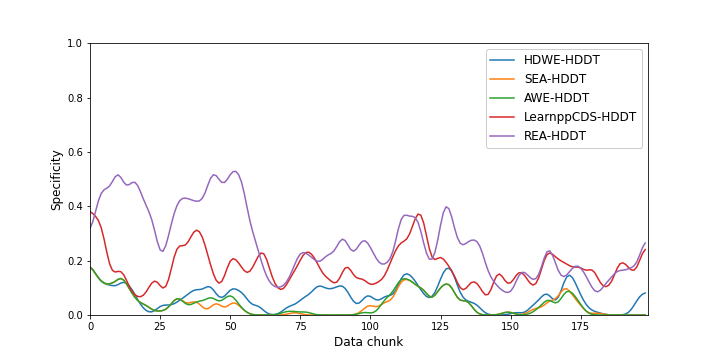 1.0
0.8
0.6
0.4
0.2
0.0
Specificity
0
25
50
75
100
125
150
175
Data chunk
HDWE-HDDT
SEA-HDDT
AWE-HDDT
LearnppCDS-HDDT
REA-HDDT